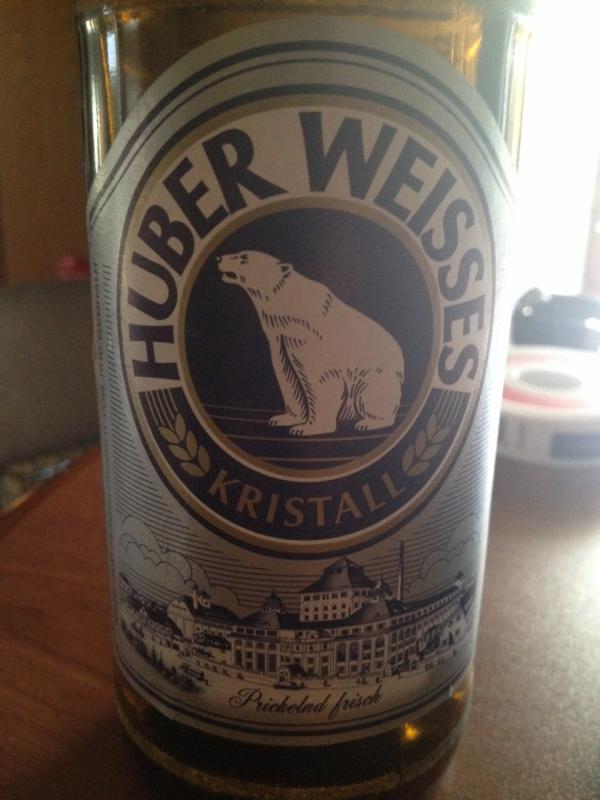 HUBER WEISSES
KRISTALL
Prickelnd frisch